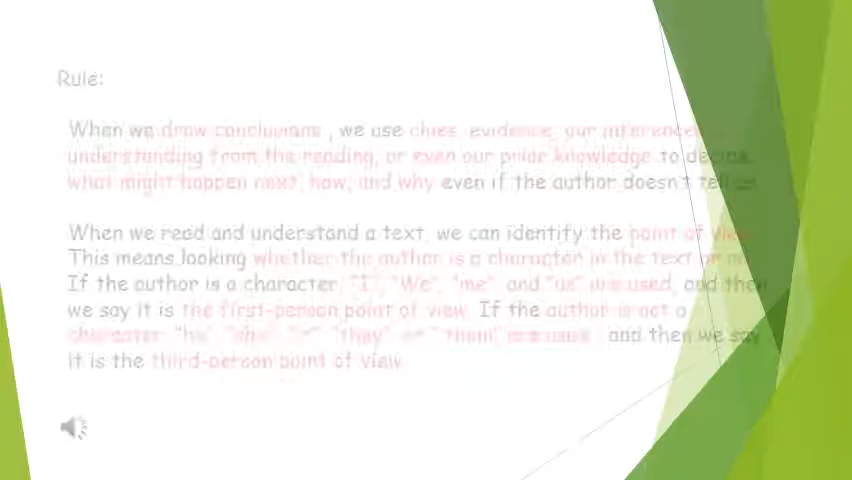 Rule:
When we draw conclusions , we use clues, evidence, our inferences
understanding from the reading, or even our prior knowledge to decide
what might happen next, how, and why even if the author doesn't tell us
When we read and understand a text, we can identify the point of view.
This means looking whether the author is a character in the text or not.
If the author is a character, "I", "We", "me", and "us" are used, and then
we say it is the first-person point of view. If the author is not a
character, "he", "she", "it", "they", or "them" are used , and then we say
it is the third-person point of view.